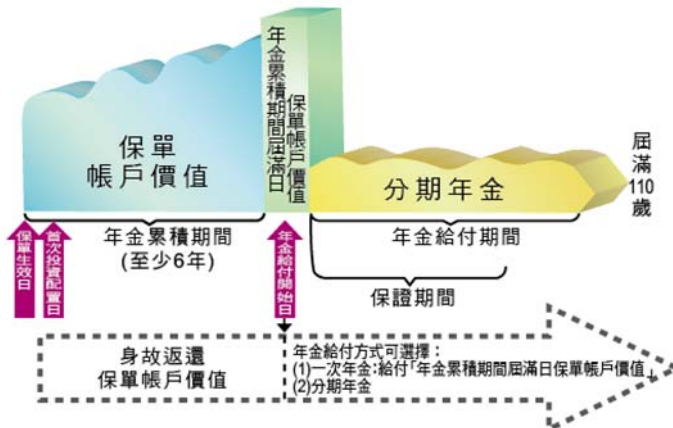 保單
帳戶價值
年金累積期間屆滿日
保單帳戶價值
分期年金
屆滿110歲
保單生效日
首次投資配置日
年金累積期間
(至少6年)
年金給付開始日
年金給付期間
保證期間
身故返還
保單帳戶價值
年金給付方式可選擇：
(1)一次年金：給付「年金累積期間屆滿日保單帳戶價值」
(2)分期年金